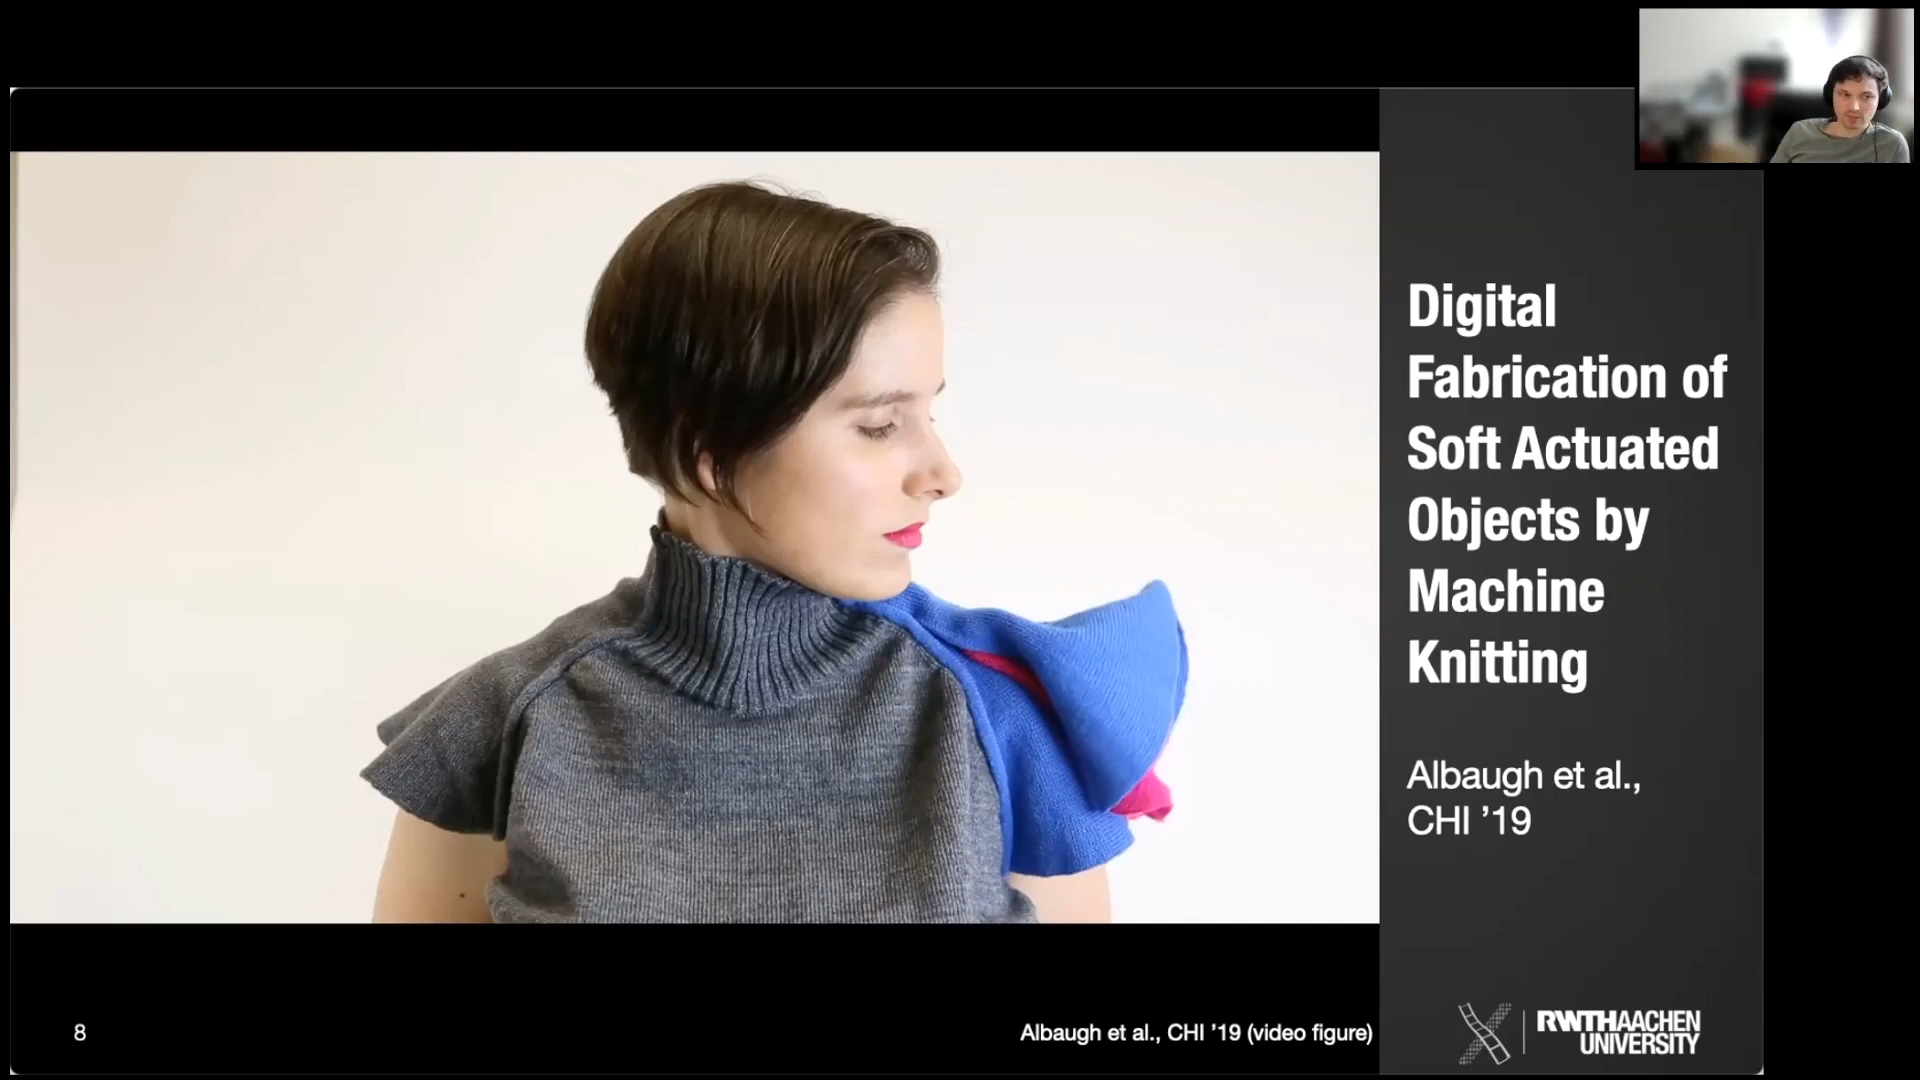 Digital
Fabrication of
Soft Actuated
Objects by
Machine
Knitting
Albaugh et al.,
CHI ’19
8
Albaugh et al., CHI ’19 (video figure)
RWTHAACHEN
UNIVERSITY